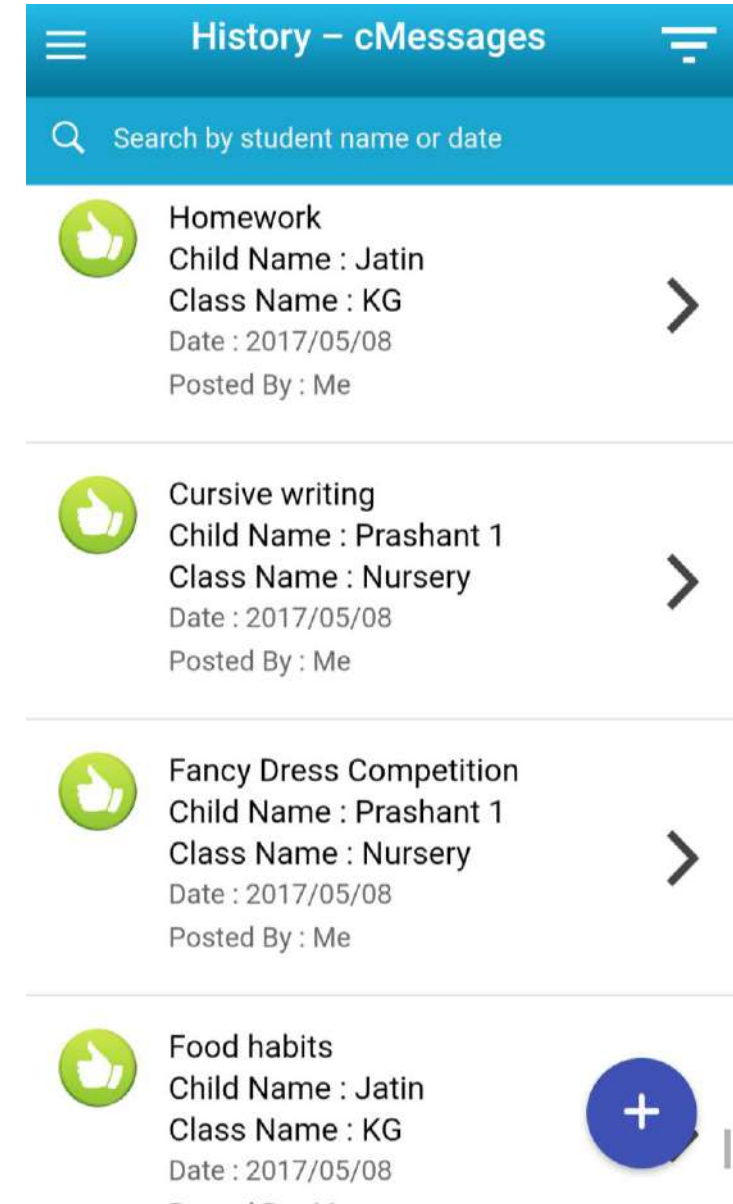 History – cMessages
Search by student name or date
Homework
Child Name : Jatin
Class Name : KG
Date : 2017/05/08
Posted By : Me
Cursive writing
Child Name : Prashant 1
Class Name : Nursery
Date : 2017/05/08
Posted By : Me
Fancy Dress Competition
Child Name : Prashant 1
Class Name : Nursery
Date : 2017/05/08
Posted By : Me
Food habits
Child Name : Jatin
Class Name : KG
Date : 2017/05/08